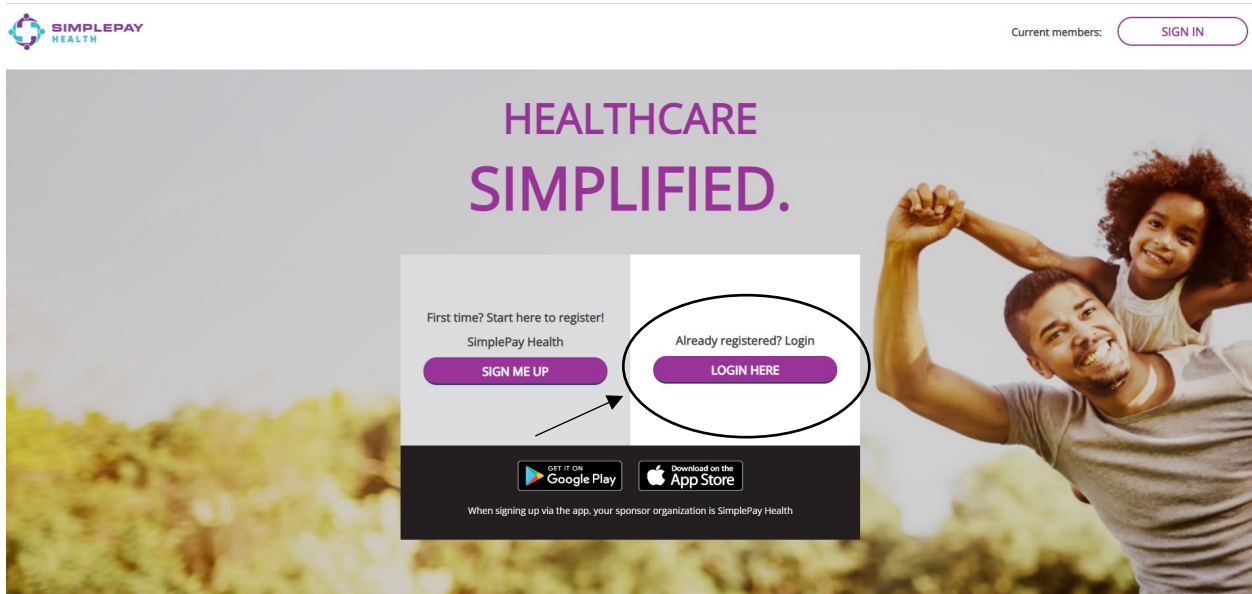 SIMPLEPAY
HEALTH
Current members:
SIGN IN
HEALTHCARE
SIMPLIFIED.
First time? Start here to register!
SimplePay Health
SIGN ME UP
Already registered? Login
LOGIN HERE
GET IT ON
Google Play
Download on the
App Store
When signing up via the app, your sponsor organization is SimplePay Health